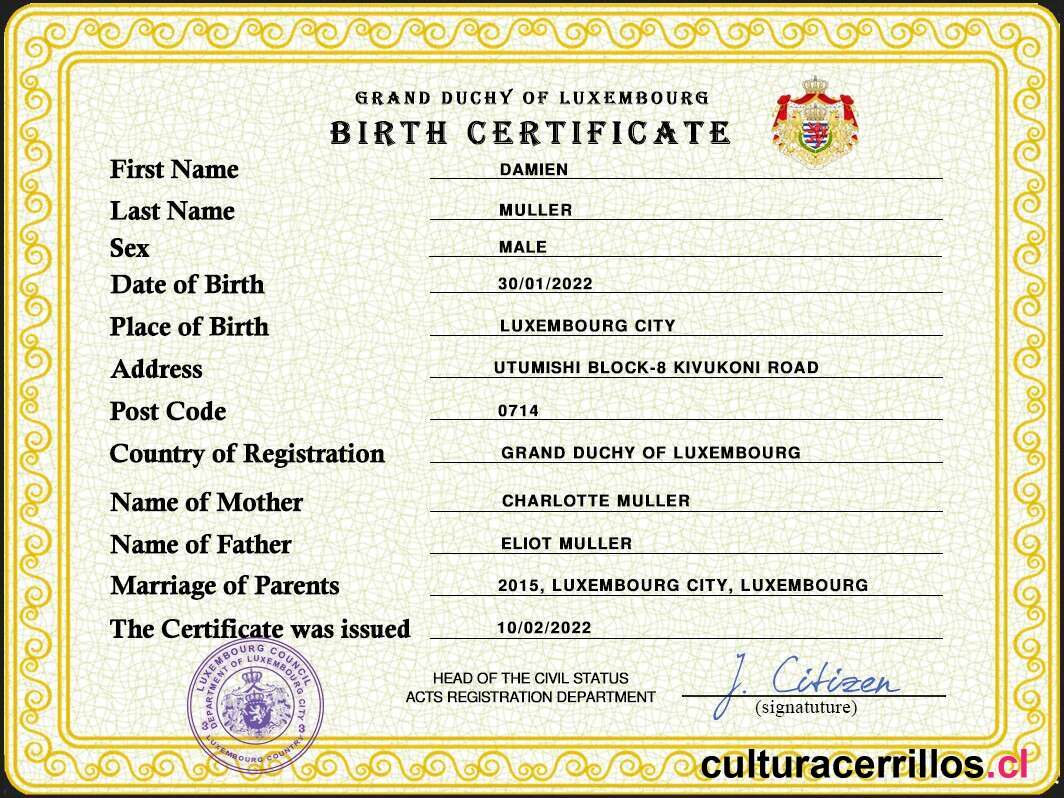 GRAND DUCHY OF LUXEMBOURG
BIRTH CERTIFICATE
First Name DAMIEN
Last Name MULLER
Sex MALE
Date of Birth 30/01/2022
Place of Birth LUXEMBOURG CITY
Address UTUMISHI BLOCK-8 KIVUKONI ROAD
Post Code 0714
Country of Registration GRAND DUCHY OF LUXEMBOURG
Name of Mother CHARLOTTE MULLER
Name of Father ELIOT MULLER
Marriage of Parents 2015, LUXEMBOURG CITY, LUXEMBOURG
The Certificate was issued 10/02/2022
LUXEMBOURG COUNCIL
DEPARTMENT OF LUXEMBOURG CITY
LUXEMBOURG COUNTRY
HEAD OF THE CIVIL STATUS
ACTS REGISTRATION DEPARTMENT
J. Citizen
(signatuture)
culturacerrillos.cl